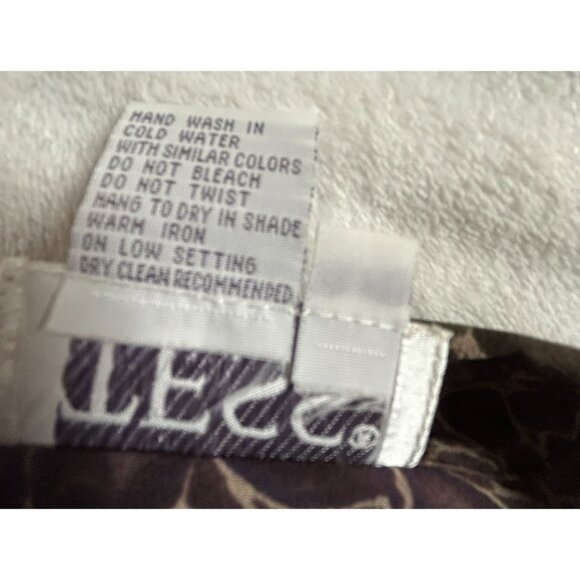 HAND WASH IN
COLD WATER
WITH SIMILAR COLORS
DO NOT BLEACH
DO NOT TWIST
HANG TO DRY IN SHADE
WARM IRON
ON LOW SETTING
DRY CLEAN RECOMMENDED
TESS®